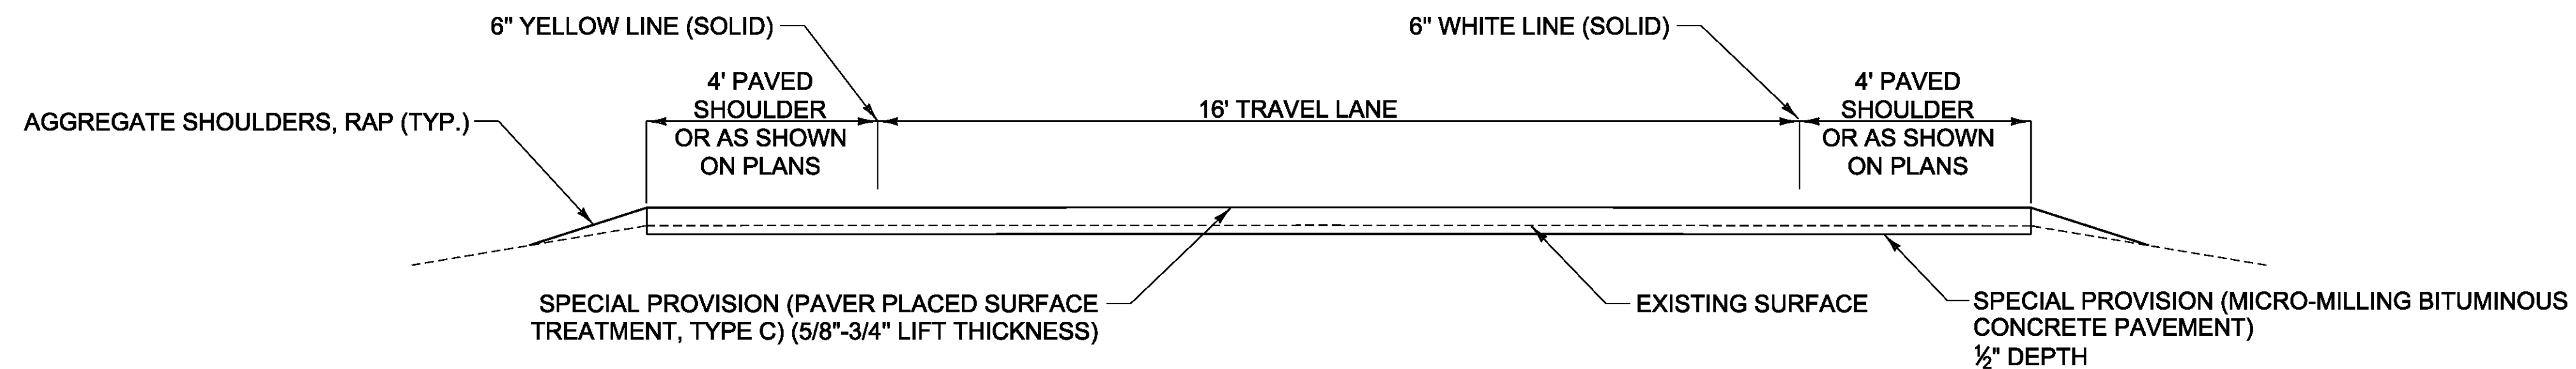 6" YELLOW LINE (SOLID)
6" WHITE LINE (SOLID)
4' PAVED
SHOULDER
OR AS SHOWN
ON PLANS
16' TRAVEL LANE
4' PAVED
SHOULDER
OR AS SHOWN
ON PLANS
AGGREGATE SHOULDERS, RAP (TYP.)
SPECIAL PROVISION (PAVER PLACED SURFACE
TREATMENT, TYPE C) (5/8"-3/4" LIFT THICKNESS)
EXISTING SURFACE
SPECIAL PROVISION (MICRO-MILLING BITUMINOUS
CONCRETE PAVEMENT)
½" DEPTH